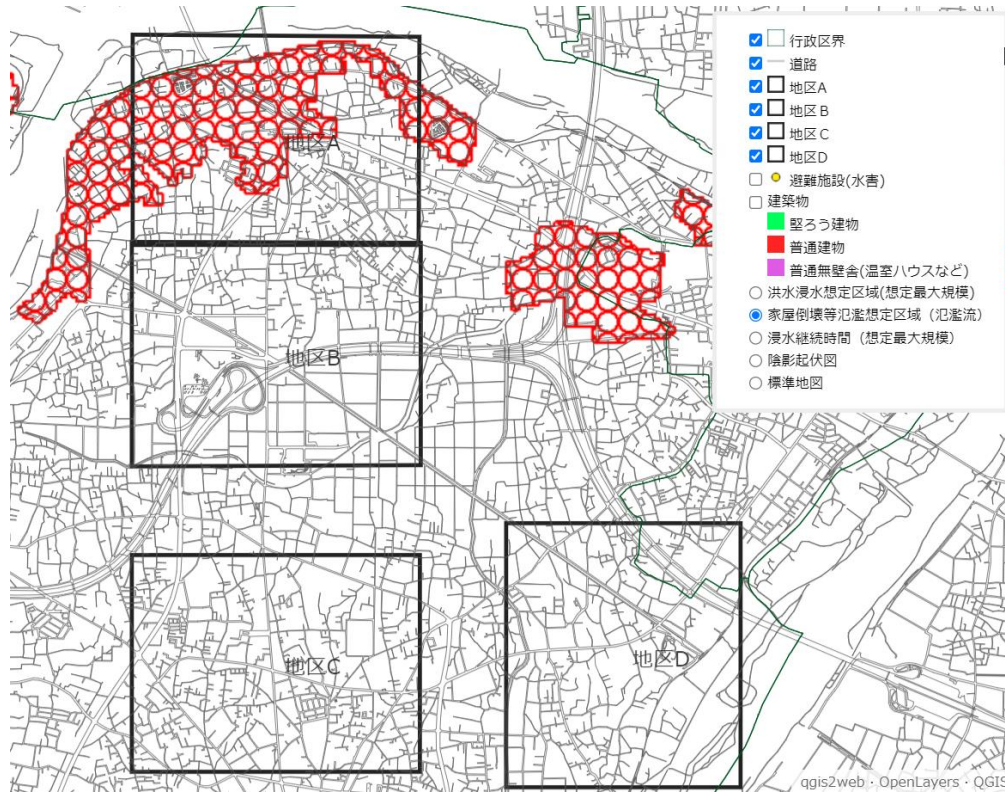 行政区界
道路
地区A
地区B
地区C
地区D
避難施設(水害)
建築物
堅ろう建物
普通建物
普通無壁舎(温室ハウスなど)
洪水浸水想定区域(想定最大規模)
家屋倒壊等氾濫想定区域（氾濫流）
浸水継続時間（想定最大規模）
陰影起伏図
標準地図
地区A
地区B
地区C
地区D
qgis2web · OpenLayers · QGIS